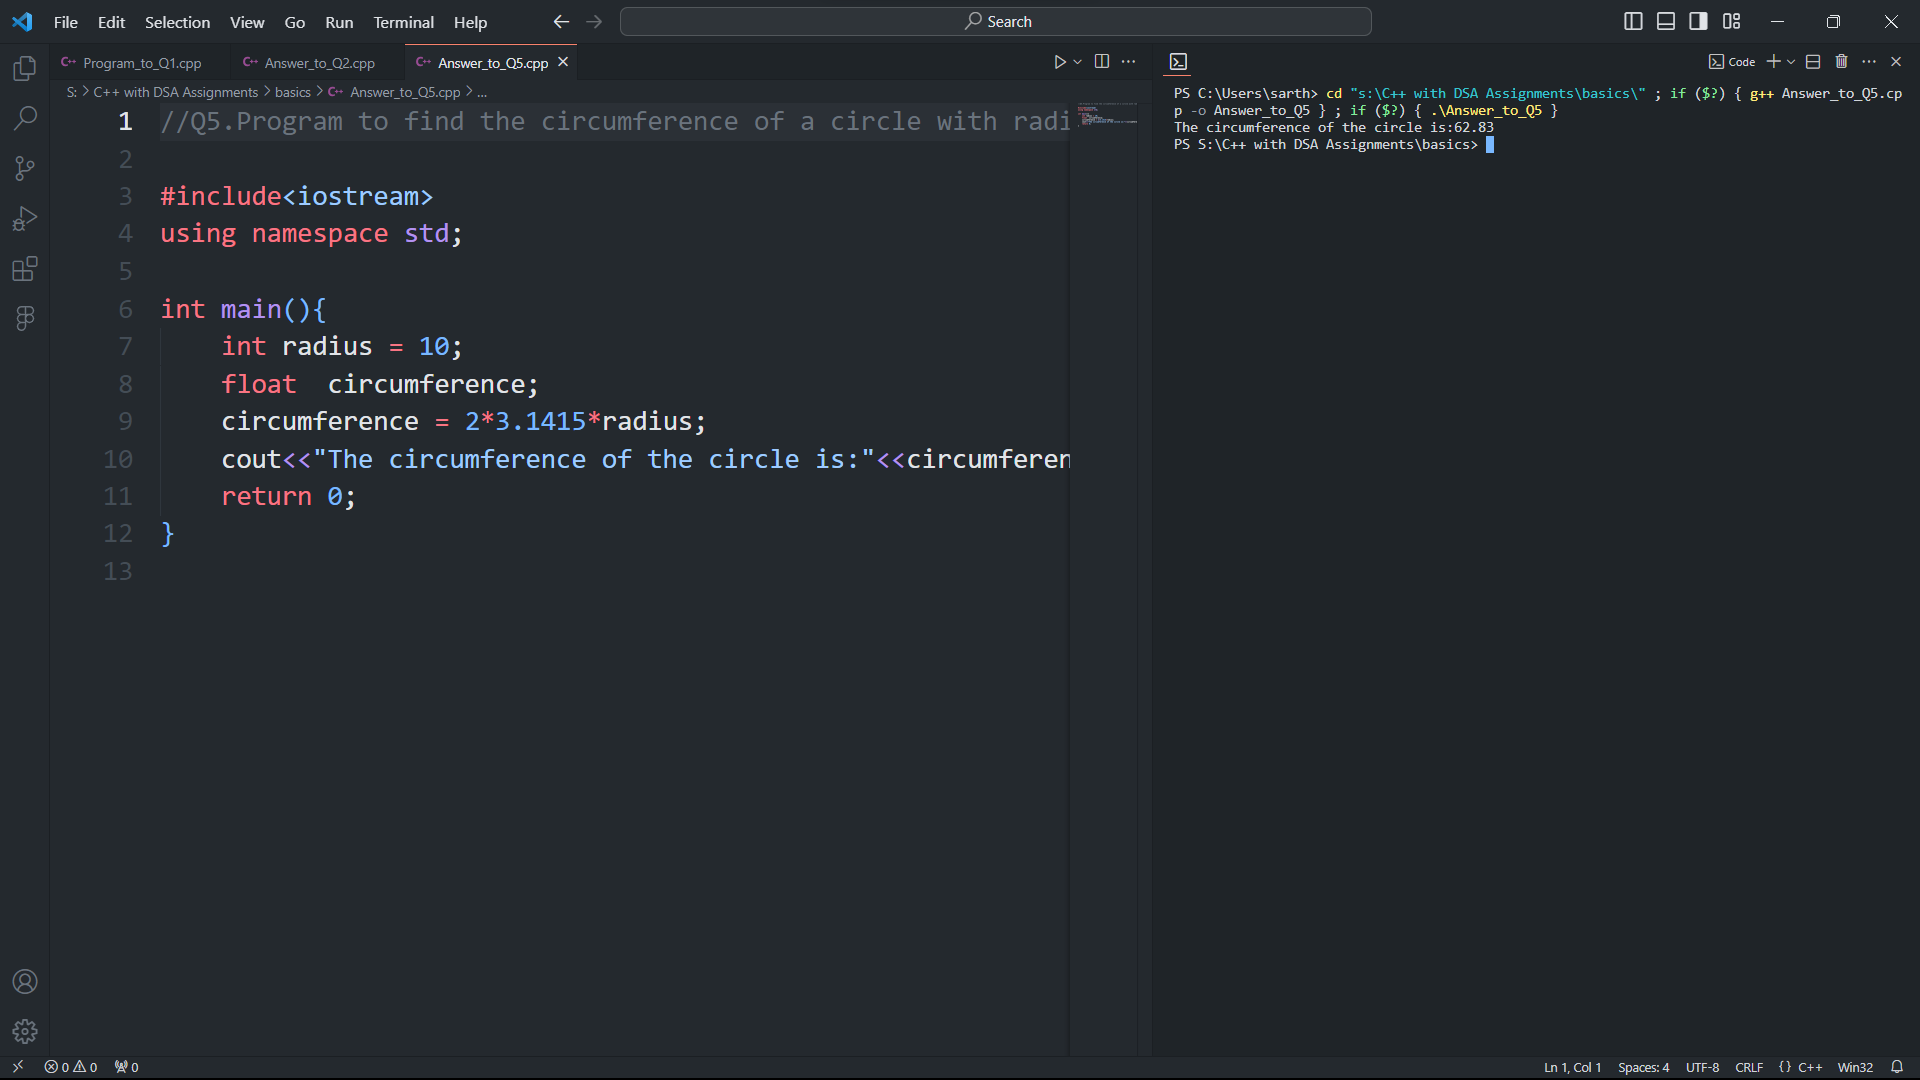 File Edit Selection View Go Run Terminal Help Search
Program_to_Q1.cpp Answer_to_Q2.cpp Answer_to_Q5.cpp
S: > C++ with DSA Assignments > basics > Answer_to_Q5.cpp > ...
1 //Q5.Program to find the circumference of a circle with radi
2
3 #include<iostream>
4 using namespace std;
5
6 int main(){
7 int radius = 10;
8 float  circumference;
9 circumference = 2*3.1415*radius;
10 cout<<"The circumference of the circle is:"<<circumferen
11 return 0;
12 }
13
Code
PS C:\Users\sarth> cd "s:\C++ with DSA Assignments\basics\" ; if ($?) { g++ Answer_to_Q5.cp
p -o Answer_to_Q5 } ; if ($?) { .\Answer_to_Q5 }
The circumference of the circle is:62.83
PS S:\C++ with DSA Assignments\basics>
0 0 0 Ln 1, Col 1 Spaces: 4 UTF-8 CRLF {} C++ Win32